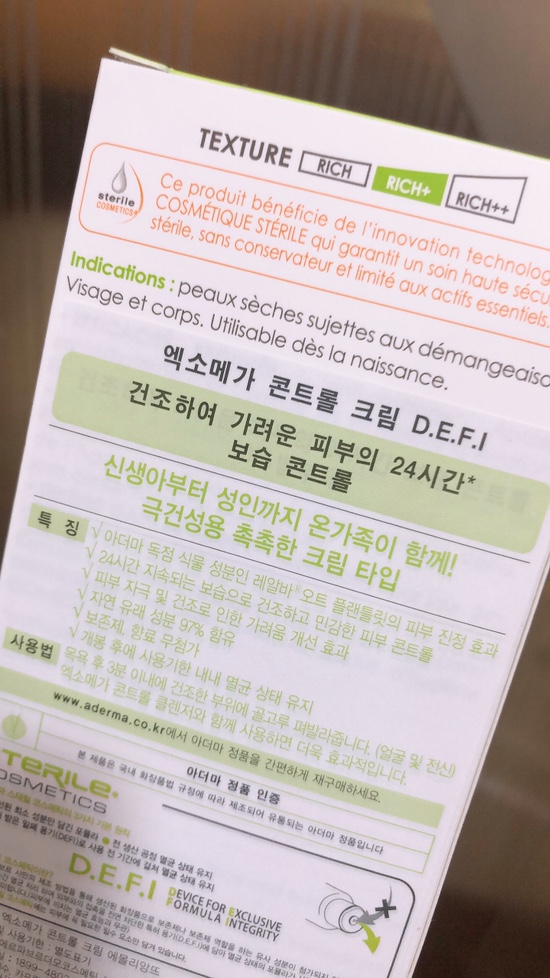 TEXTURE RICH RICH+ RICH++
sterile
COSMETICS+
Ce produit bénéficie de l'innovation technolog
COSMÉTIQUE STÉRILE qui garantit un soin haute sécu
stérile, sans conservateur et limité aux actifs essentiels.
Indications : peaux sèches sujettes aux démangeaiso
Visage et corps. Utilisable dès la naissance.
엑소메가 콘트롤 크림 D.E.F.I
건조하여 가려운 피부의 24시간*
보습 콘트롤
신생아부터 성인까지 온가족이 함께!
극건성용 촉촉한 크림 타입
특 징
√ 아더마 독점 식물 성분인 레알바®오트 플랜틀릿의 피부 진정 효과
√ 24시간 지속되는 보습으로 건조하고 민감한 피부 콘트롤
√ 피부 자극 및 건조로 인한 가려움 개선 효과
√ 자연 유래 성분 97% 함유
√ 보존제, 향료 무첨가
√ 개봉 후에 사용기한 내내 멸균 상태 유지
사용법
목욕 후 3분 이내에 건조한 부위에 골고루 펴발라줍니다. (얼굴 및 전신)
엑소메가 콘트롤 클렌저와 함께 사용하면 더욱 효과적입니다.
www.aderma.co.kr에서 아더마 정품을 간편하게 재구매하세요.
아더마 정품 인증
본 제품은 국내 화장품법 규정에 따라 제조되어 유통되는 아더마 정품입니다
TERILE
OSMETICS
D.E.F.I DEVICE FOR EXCLUSIVE
FORMULA INTEGRITY
엑소메가 콘트롤 크림 에몰리앙뜨